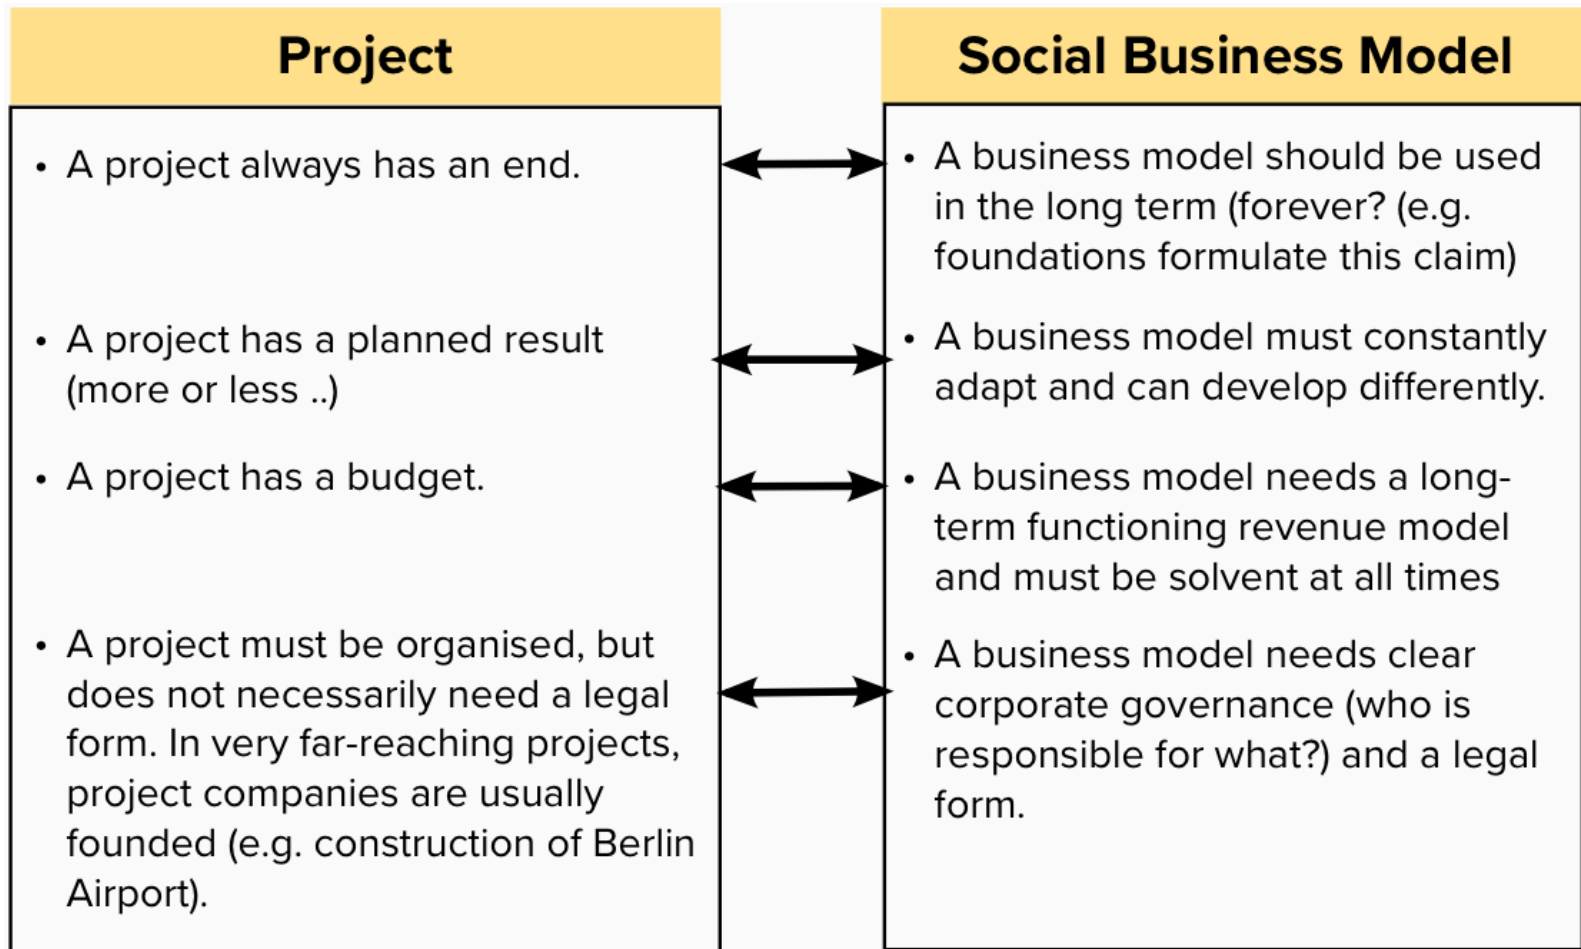 Project
• A project always has an end.
• A project has a planned result
(more or less ..)
• A project has a budget.
• A project must be organised, but
does not necessarily need a legal
form. In very far-reaching projects,
project companies are usually
founded (e.g. construction of Berlin
Airport).
Social Business Model
• A business model should be used
in the long term (forever? (e.g.
foundations formulate this claim)
• A business model must constantly
adapt and can develop differently.
• A business model needs a long-
term functioning revenue model
and must be solvent at all times
• A business model needs clear
corporate governance (who is
responsible for what?) and a legal
form.